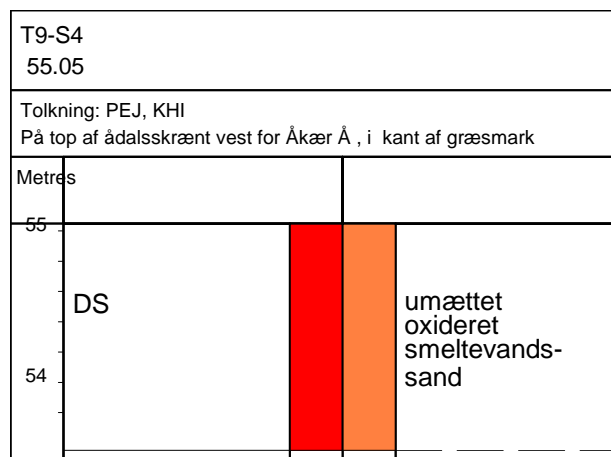 T9-S4
55.05
Tolkning: PEJ, KHI
På top af ådalsskrænt vest for Åkær Å , i kant af græsmark
Metres
55
DS
umættet
oxideret
smeltevands-
sand
54